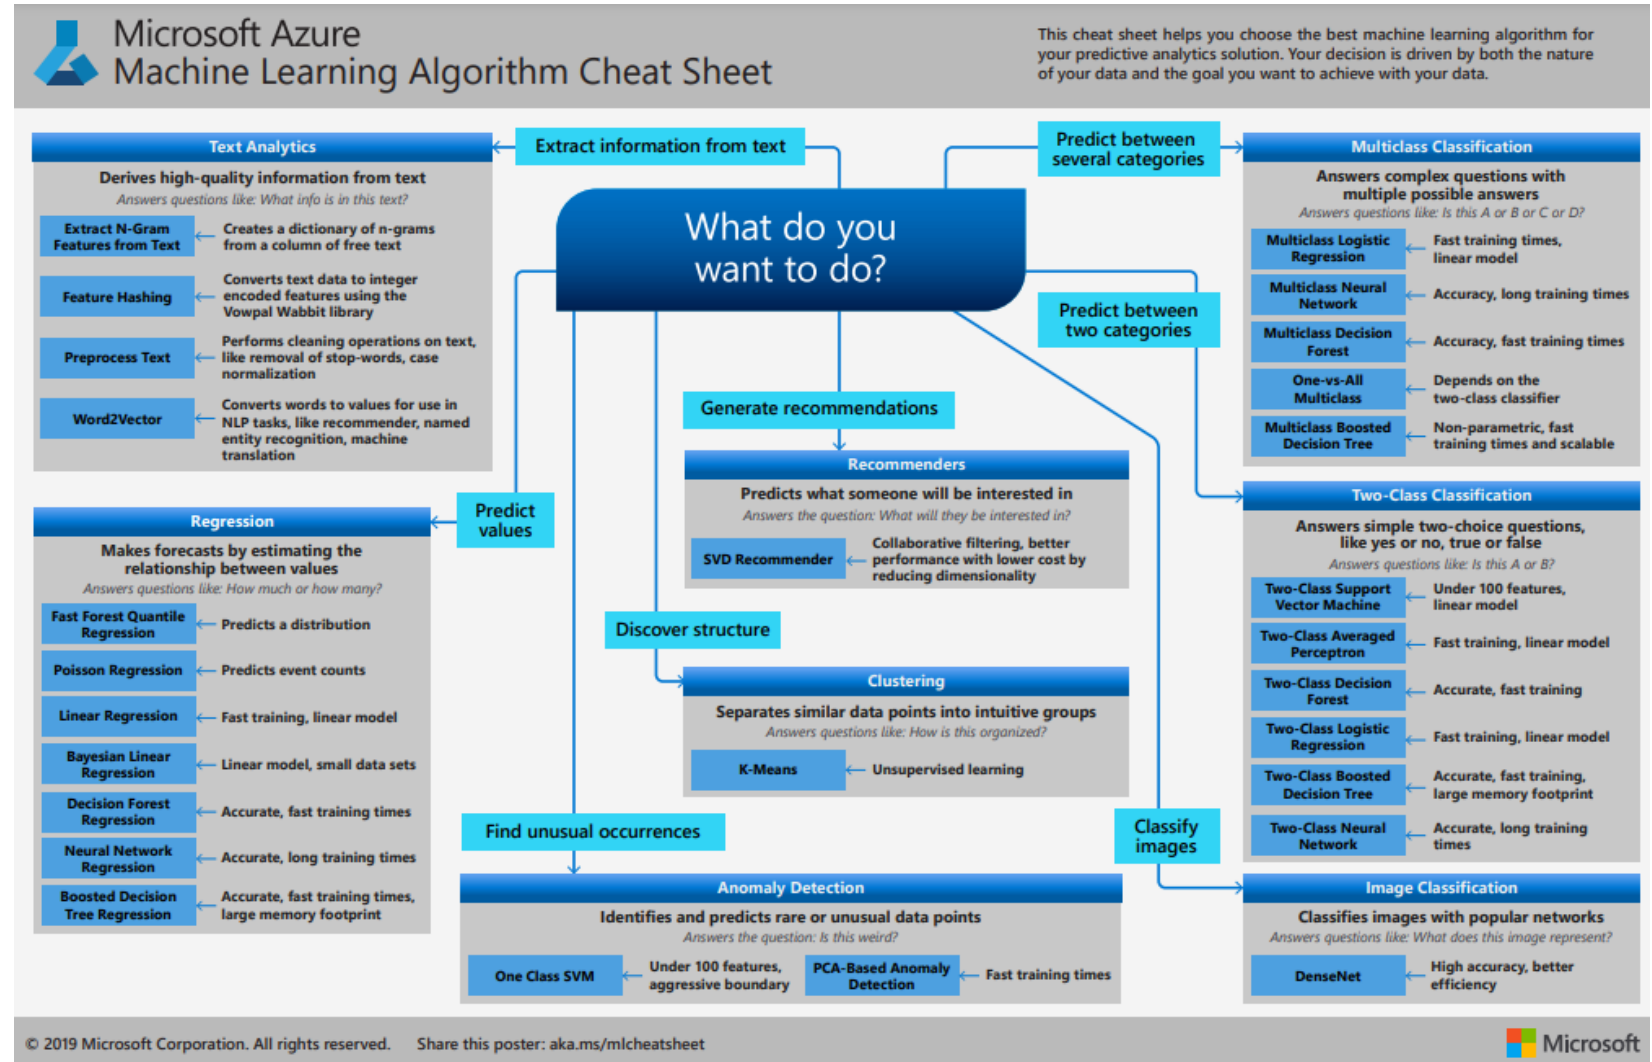 Microsoft Azure
Machine Learning Algorithm Cheat Sheet
This cheat sheet helps you choose the best machine learning algorithm for
your predictive analytics solution. Your decision is driven by both the nature
of your data and the goal you want to achieve with your data.
What do you
want to do?
Extract information from text
Text Analytics
Derives high-quality information from text
Answers questions like: What info is in this text?
Extract N-Gram
Features from Text
Creates a dictionary of n-grams
from a column of free text
Feature Hashing
Converts text data to integer
encoded features using the
Vowpal Wabbit library
Preprocess Text
Performs cleaning operations on text,
like removal of stop-words, case
normalization
Word2Vector
Converts words to values for use in
NLP tasks, like recommender, named
entity recognition, machine
translation
Predict
values
Regression
Makes forecasts by estimating the
relationship between values
Answers questions like: How much or how many?
Fast Forest Quantile
Regression
Predicts a distribution
Poisson Regression
Predicts event counts
Linear Regression
Fast training, linear model
Bayesian Linear
Regression
Linear model, small data sets
Decision Forest
Regression
Accurate, fast training times
Neural Network
Regression
Accurate, long training times
Boosted Decision
Tree Regression
Accurate, fast training times,
large memory footprint
Generate recommendations
Recommenders
Predicts what someone will be interested in
Answers the question: What will they be interested in?
SVD Recommender
Collaborative filtering, better
performance with lower cost by
reducing dimensionality
Discover structure
Clustering
Separates similar data points into intuitive groups
Answers questions like: How is this organized?
K-Means
Unsupervised learning
Find unusual occurrences
Anomaly Detection
Identifies and predicts rare or unusual data points
Answers the question: Is this weird?
One Class SVM
Under 100 features,
aggressive boundary
PCA-Based Anomaly
Detection
Fast training times
Predict between
several categories
Multiclass Classification
Answers complex questions with
multiple possible answers
Answers questions like: Is this A or B or C or D?
Multiclass Logistic
Regression
Fast training times,
linear model
Multiclass Neural
Network
Accuracy, long training times
Multiclass Decision
Forest
Accuracy, fast training times
One-vs-All
Multiclass
Depends on the
two-class classifier
Multiclass Boosted
Decision Tree
Non-parametric, fast
training times and scalable
Predict between
two categories
Two-Class Classification
Answers simple two-choice questions,
like yes or no, true or false
Answers questions like: Is this A or B?
Two-Class Support
Vector Machine
Under 100 features,
linear model
Two-Class Averaged
Perceptron
Fast training, linear model
Two-Class Decision
Forest
Accurate, fast training
Two-Class Logistic
Regression
Fast training, linear model
Two-Class Boosted
Decision Tree
Accurate, fast training,
large memory footprint
Two-Class Neural
Network
Accurate, long training
times
Classify
images
Image Classification
Classifies images with popular networks
Answers questions like: What does this image represent?
DenseNet
High accuracy, better
efficiency
© 2019 Microsoft Corporation. All rights reserved. Share this poster: aka.ms/mlcheatsheet
Microsoft